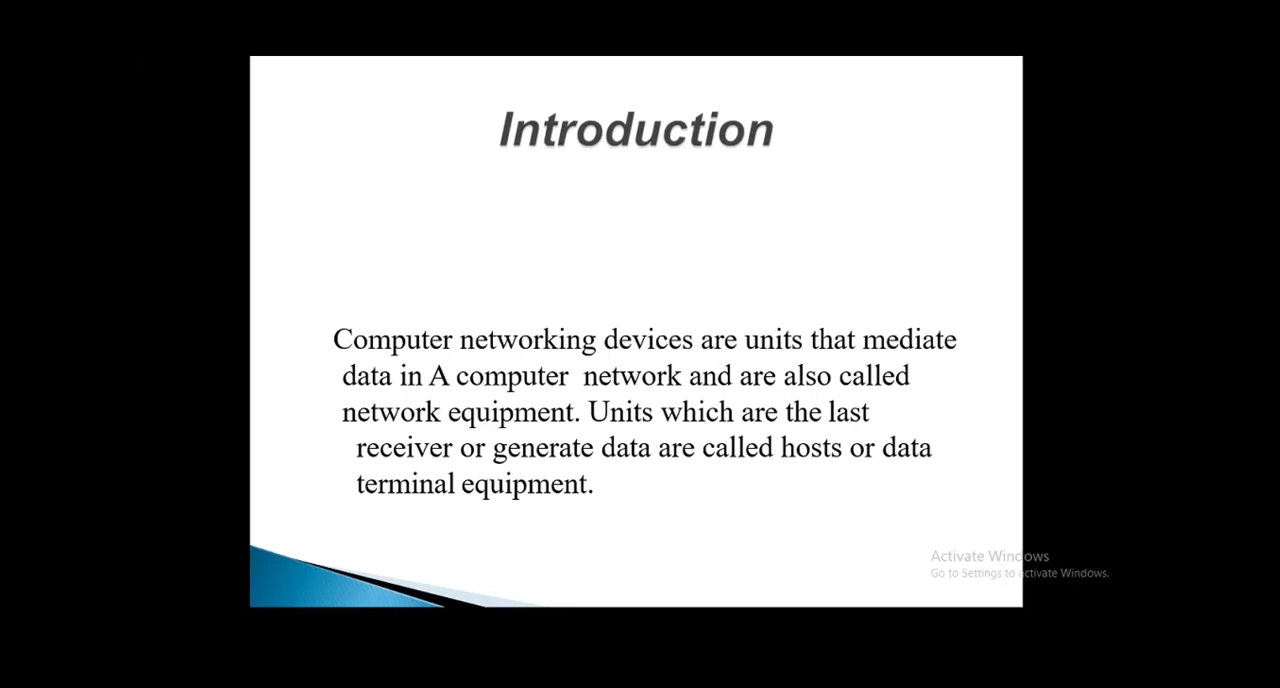 Introduction
Computer networking devices are units that mediate
data in A computer network and are also called
network equipment. Units which are the last
receiver or generate data are called hosts or data
terminal equipment.
Activate Windows
Go to Settings to activate Windows.